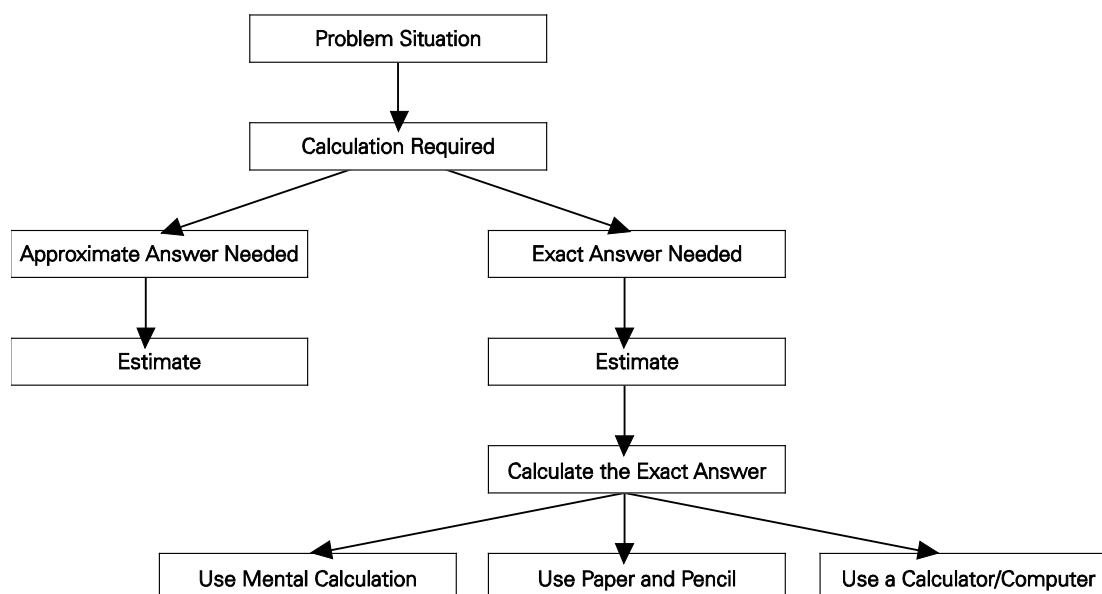 Problem Situation
Calculation Required
Approximate Answer Needed
Exact Answer Needed
Estimate
Estimate
Calculate the Exact Answer
Use Mental Calculation
Use Paper and Pencil
Use a Calculator/Computer